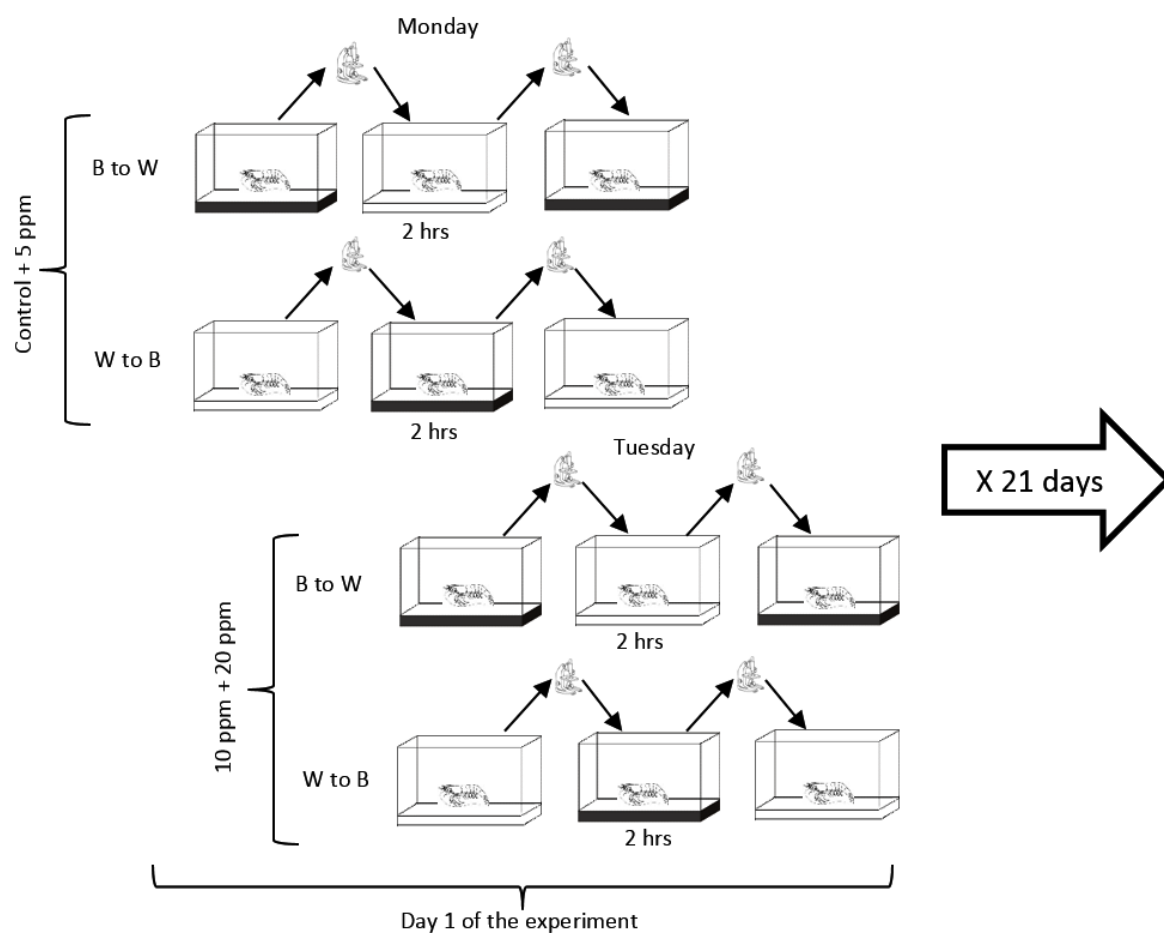 Monday
Control + 5 ppm
B to W
2 hrs
W to B
2 hrs
Tuesday
X 21 days
10 ppm + 20 ppm
B to W
2 hrs
W to B
2 hrs
Day 1 of the experiment